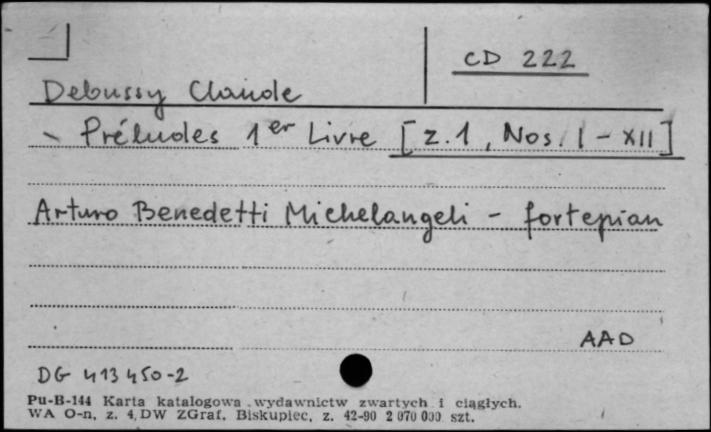 CD 222
Debussy Claude
- Préludes 1er Livre [z.1, Nos. I - XII]
Arturo Benedetti Michelangeli - fortepian
AAD
DG 413 450-2
Pu-B-144 Karta katalogowa wydawnictw zwartych i ciągłych.
WA O-n, z. 4, DW ZGraf. Biskupiec, z. 42-90 2 070 000 szt.